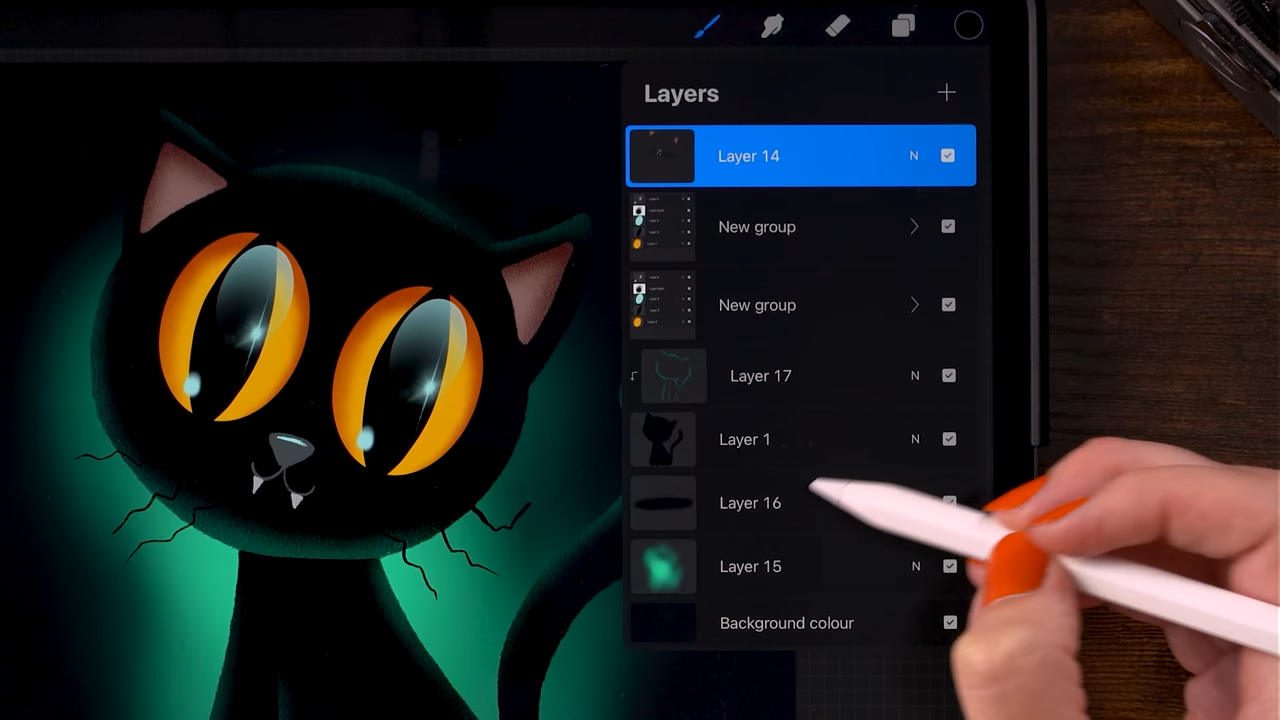 Layers
Layer 14 N
New group
New group
Layer 17 N
Layer 1 N
Layer 16
Layer 15 N
Background colour